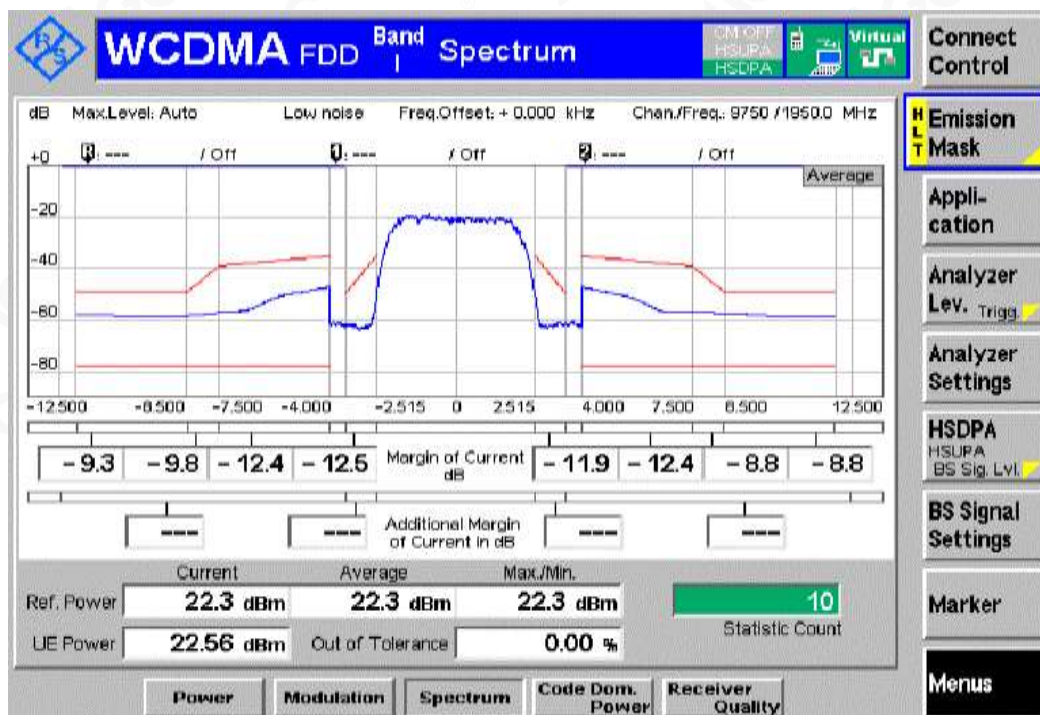 R&S
WCDMA FDD Band I Spectrum
CM OFF
HSUPA
HSDPA
Virtual
Connect Control
dB Max.Level: Auto Low noise Freq.Offset: + 0.000 kHz Chan./Freq.: 9750 /1950.0 MHz
R: --- / Off 1: --- / Off 2: --- / Off
Average
+0
-20
-40
-60
-80
-12.500 -8.500 -7.500 -4.000 -2.515 0 2.515 4.000 7.500 8.500 12.500
-9.3 -9.8 -12.4 -12.5 Margin of Current dB -11.9 -12.4 -8.8 -8.8
--- --- Additional Margin of Current in dB --- ---
Current Average Max./Min.
Ref. Power 22.3 dBm 22.3 dBm 22.3 dBm 10
Statistic Count
UE Power 22.56 dBm Out of Tolerance 0.00 %
Power Modulation Spectrum Code Dom. Power Receiver Quality
HLT
Emission Mask
Appli-
cation
Analyzer
Lev. Trigg.
Analyzer
Settings
HSDPA
HSUPA
BS Sig. Lvl.
BS Signal
Settings
Marker
Menus